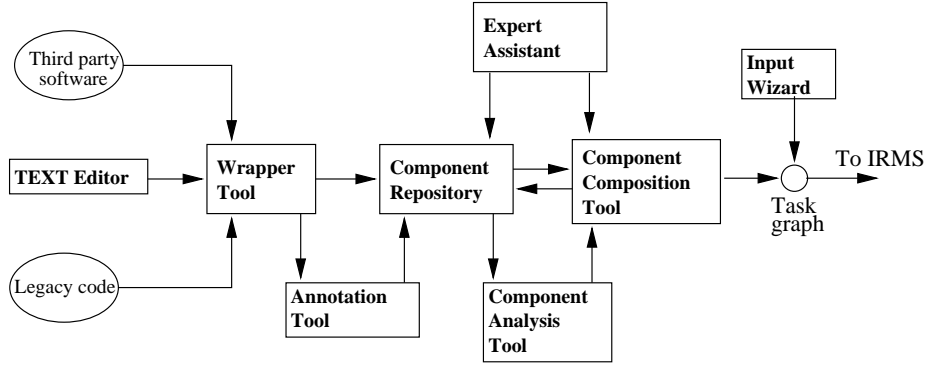 Third party
software
TEXT Editor
Legacy code
Wrapper
Tool
Annotation
Tool
Expert
Assistant
Component
Repository
Component
Analysis
Tool
Component
Composition
Tool
Input
Wizard
Task
graph
To IRMS